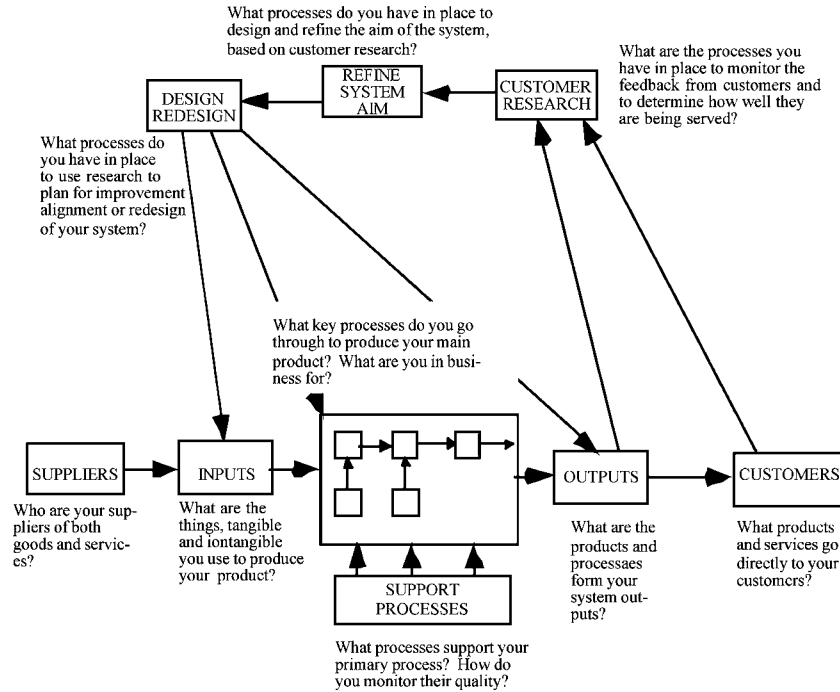 What processes do you have in place to
design and refine the aim of the system,
based on customer research?
What are the processes you
have in place to monitor the
feedback from customers and
to determine how well they
are being served?
REFINE
SYSTEM
AIM
CUSTOMER
RESEARCH
DESIGN
REDESIGN
What processes do
you have in place
to use research to
plan for improvement
alignment or redesign
of your system?
What key processes do you go
through to produce your main
product? What are you in busi-
ness for?
SUPPLIERS
INPUTS
OUTPUTS
CUSTOMERS
Who are your sup-
pliers of both
goods and servic-
es?
What are the
things, tangible
and iontangible
you use to produce
your product?
What are the
products and
processaes
form your
system out-
puts?
What products
and services go
directly to your
customers?
SUPPORT
PROCESSES
What processes support your
primary process? How do
you monitor their quality?